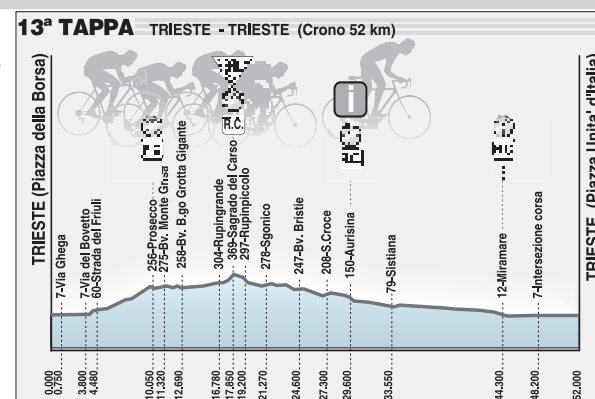 13ª TAPPA TRIESTE - TRIESTE (Crono 52 km)
TRIESTE (Piazza della Borsa)
7-Via Ghega
7-Via del Bovetto
60-Strada del Friuli
256-Prosecco
275-Bv. Monte Grisa
258-Bv. B.go Grotta Gigante
304-Rupingrande
R.C.
369-Sagrado del Carso
297-Rupinpiccolo
278-Sgonico
247-Bv. Bristie
208-S.Croce
i
150-Aurisina
79-Sistiana
12-Miramare
7-Intersezione corsa
TRIESTE (Piazza Unita' d'Italia)
0.000
0.750
3.800
4.480
10.050
11.320
12.690
16.780
17.850
19.200
21.270
24.600
27.300
29.600
33.550
44.300
48.200
52.000